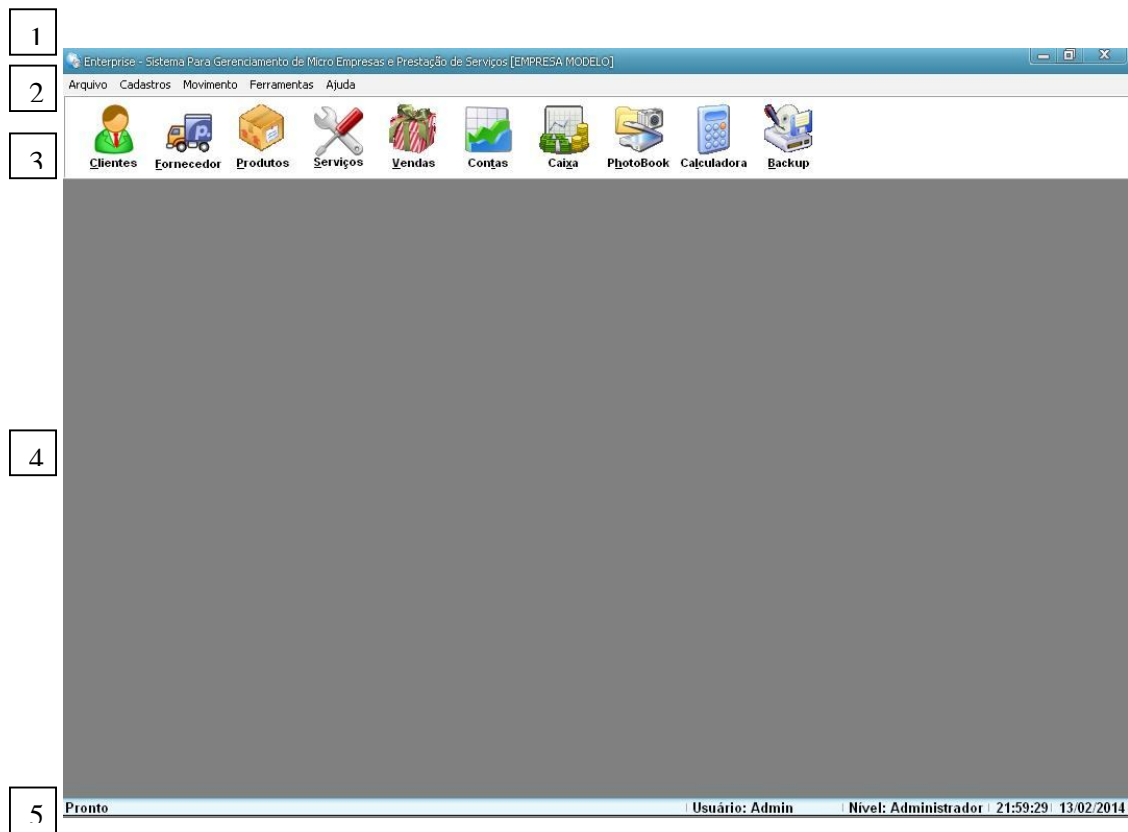 1
Enterprise - Sistema Para Gerenciamento de Micro Empresas e Prestação de Serviços [EMPRESA MODELO]
2
Arquivo Cadastros Movimento Ferramentas Ajuda
3
Clientes Fornecedor Produtos Serviços Vendas Contas Caixa PhotoBook Calculadora Backup
4
5
Pronto Usuário: Admin Nível: Administrador 21:59:29 13/02/2014